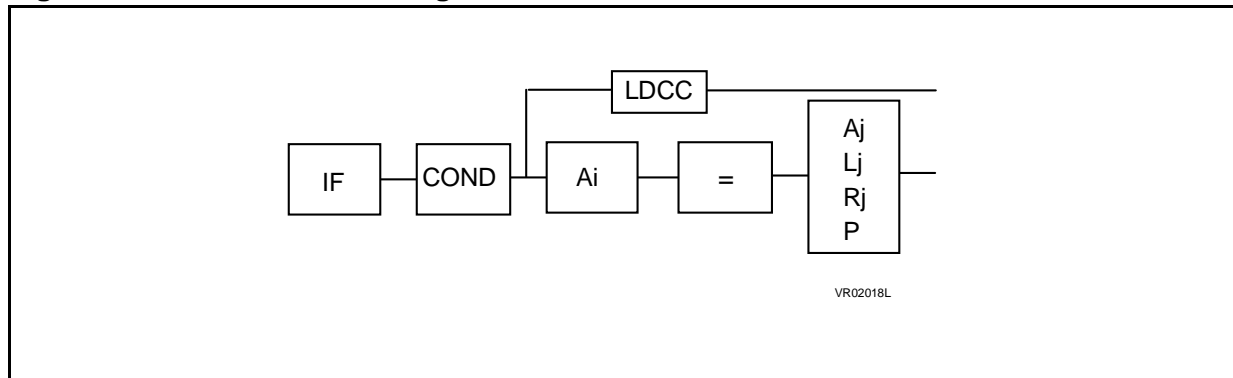 LDCC
IF
COND
Ai
=
Aj
Lj
Rj
P
VR02018L